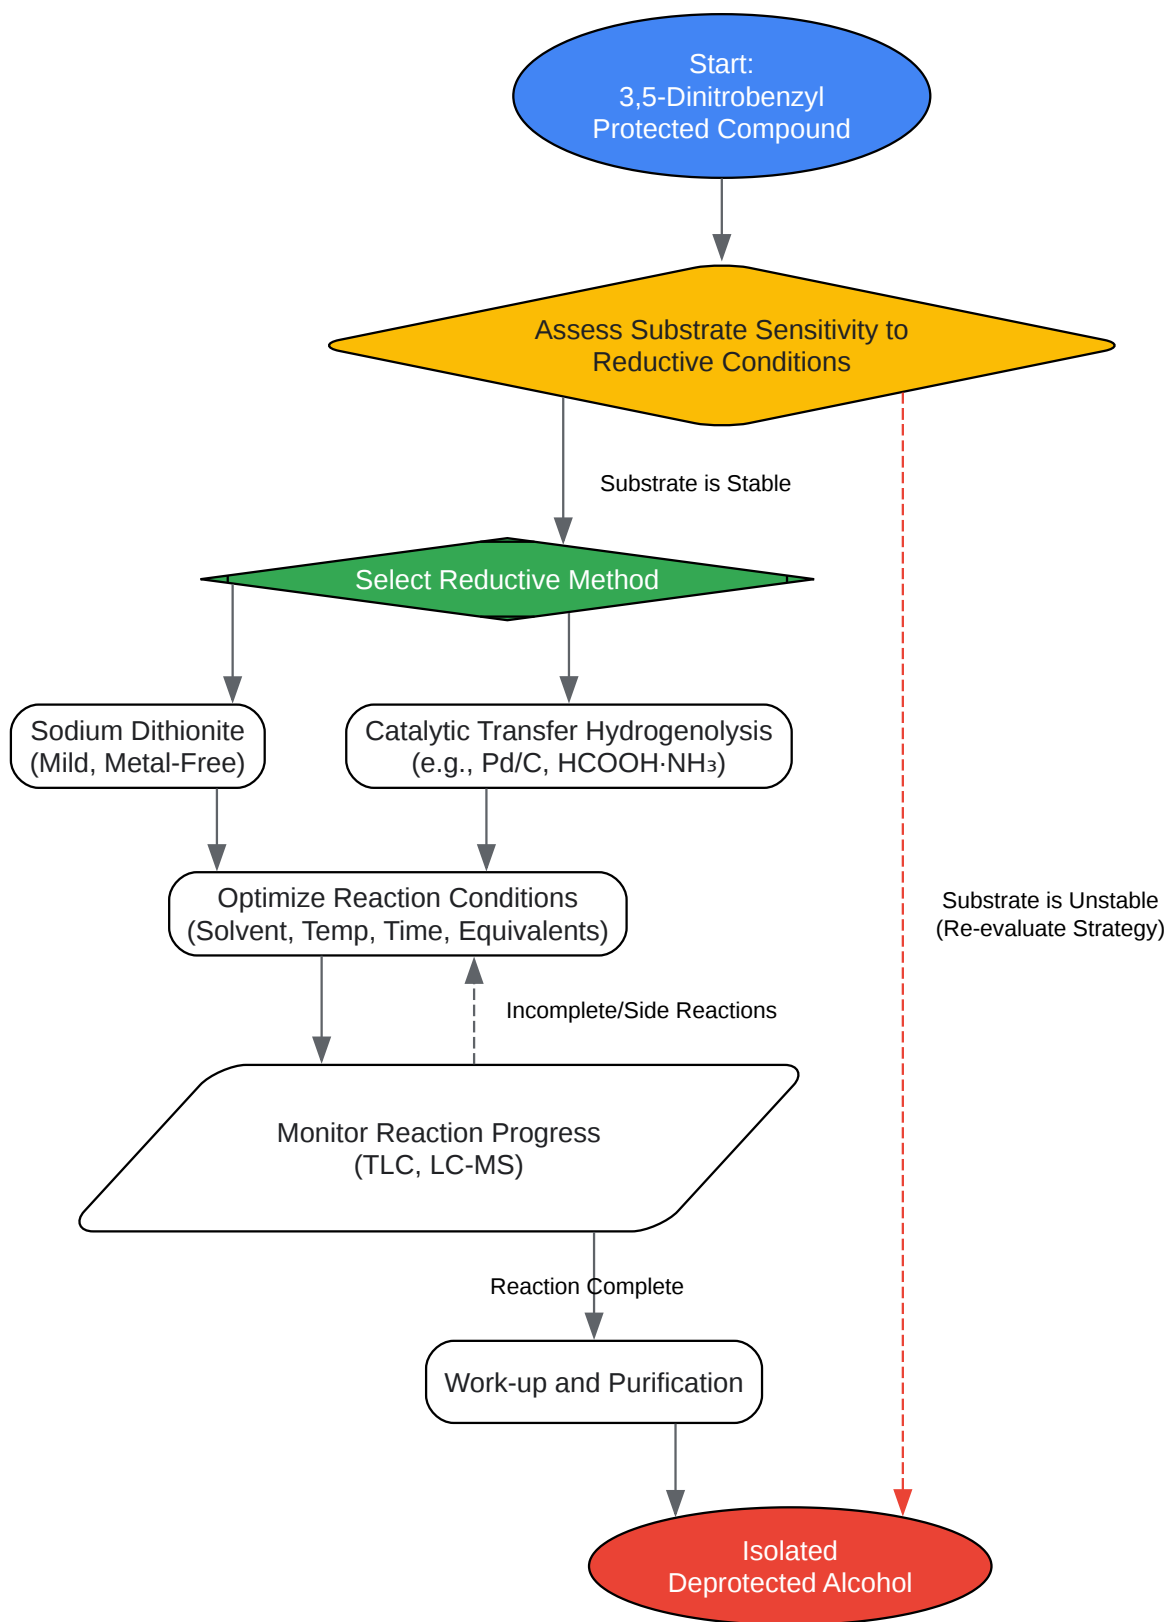 Start:
3,5-Dinitrobenzyl
Protected Compound
Assess Substrate Sensitivity to
Reductive Conditions
Substrate is Stable
Select Reductive Method
Sodium Dithionite
(Mild, Metal-Free)
Catalytic Transfer Hydrogenolysis
(e.g., Pd/C, HCOOH·NH₃)
Optimize Reaction Conditions
(Solvent, Temp, Time, Equivalents)
Substrate is Unstable
(Re-evaluate Strategy)
Incomplete/Side Reactions
Monitor Reaction Progress
(TLC, LC-MS)
Reaction Complete
Work-up and Purification
Isolated
Deprotected Alcohol